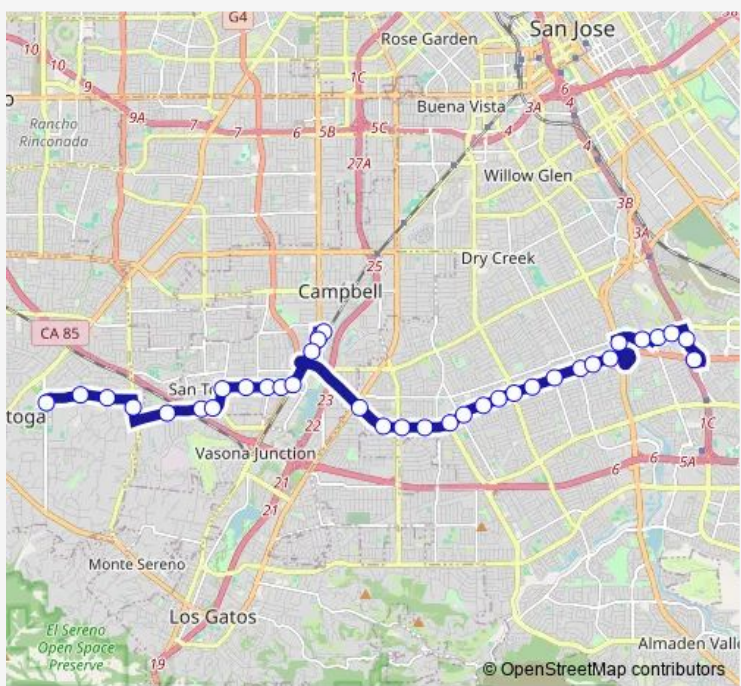 G4
San Jose
Rose Garden
10
10
9
1C
Buena Vista
3A
6
4
4
9A
7
7
6
5B
5C
4
4
Rancho
Rinconada
27A
Willow Glen
3B
3A
Dry Creek
25
Campbell
CA 85
San To
toga
23
22
1C
Vasona Junction
21
6
6
5A
21
Monte Sereno
Los Gatos
El Sereno
Open Space
Preserve
19
Almaden Valle
© OpenStreetMap contributors